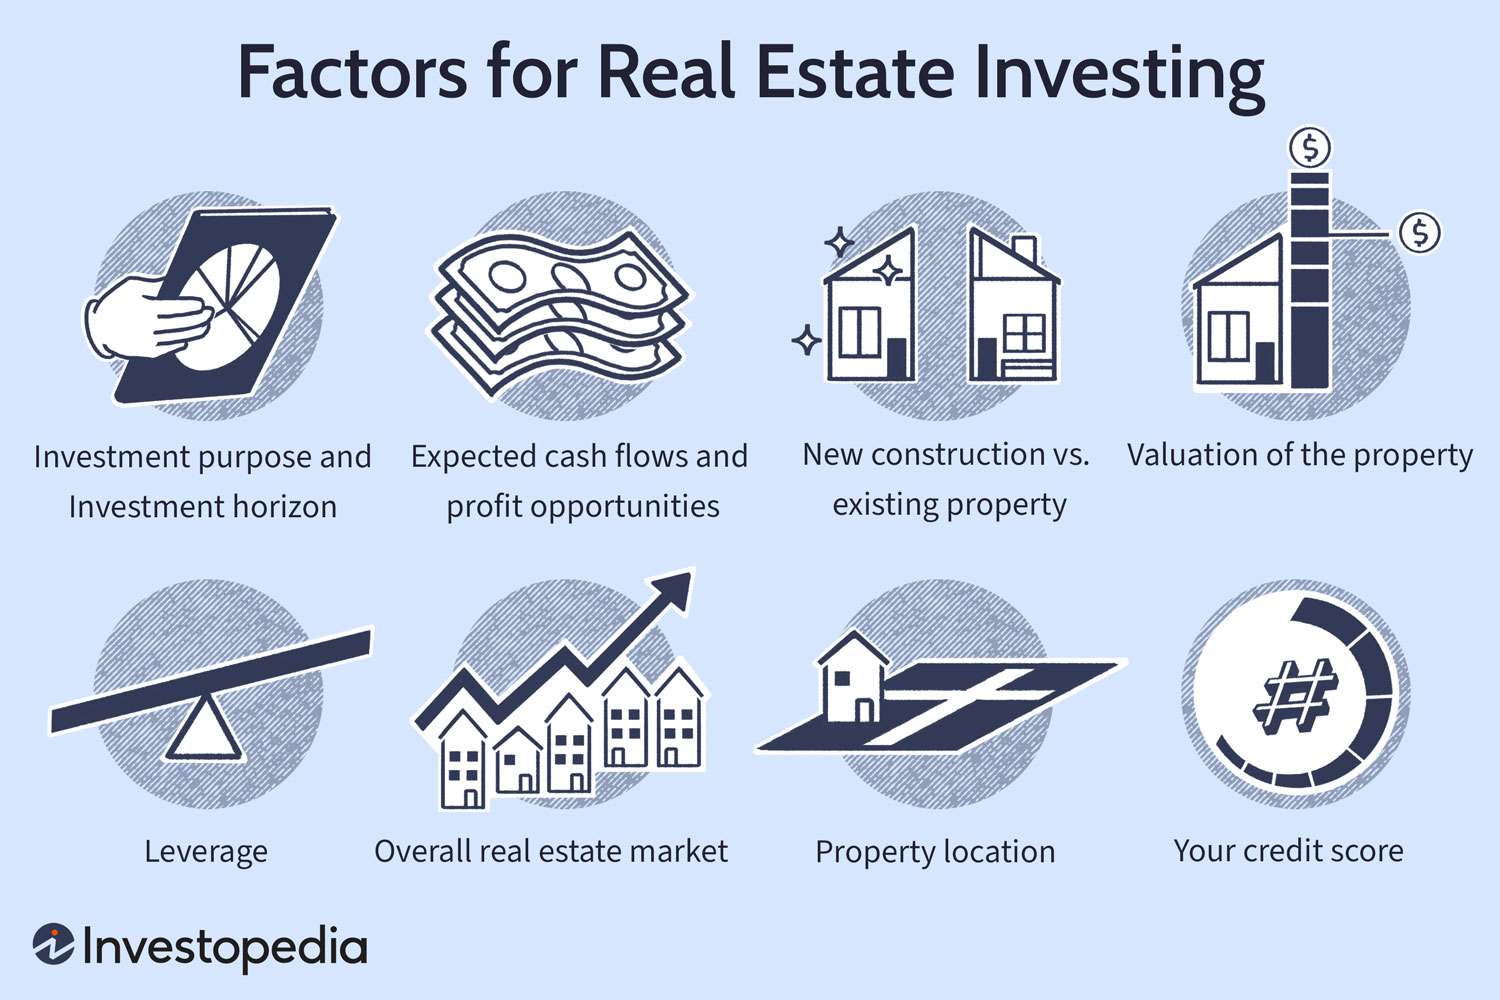 Factors for Real Estate Investing
$
$
Investment purpose and
Investment horizon
Expected cash flows and
profit opportunities
New construction vs.
existing property
Valuation of the property
#
Leverage
Overall real estate market
Property location
Your credit score
Investopedia